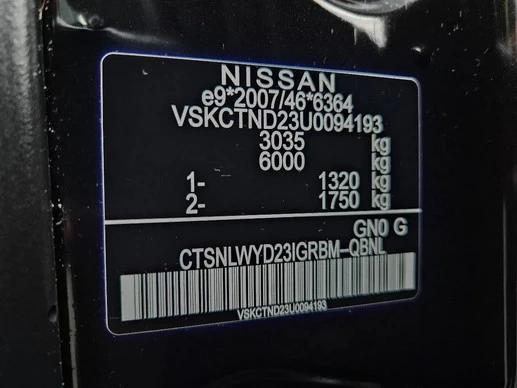 NISSAN
e9*2007/46*6364
VSKCTND23U0094193
3035 kg
6000 kg
1- 1320 kg
2- 1750 kg
GN0 G
CTSNLWYD23IGRBM-QBNL
VSKCTND23U0094193